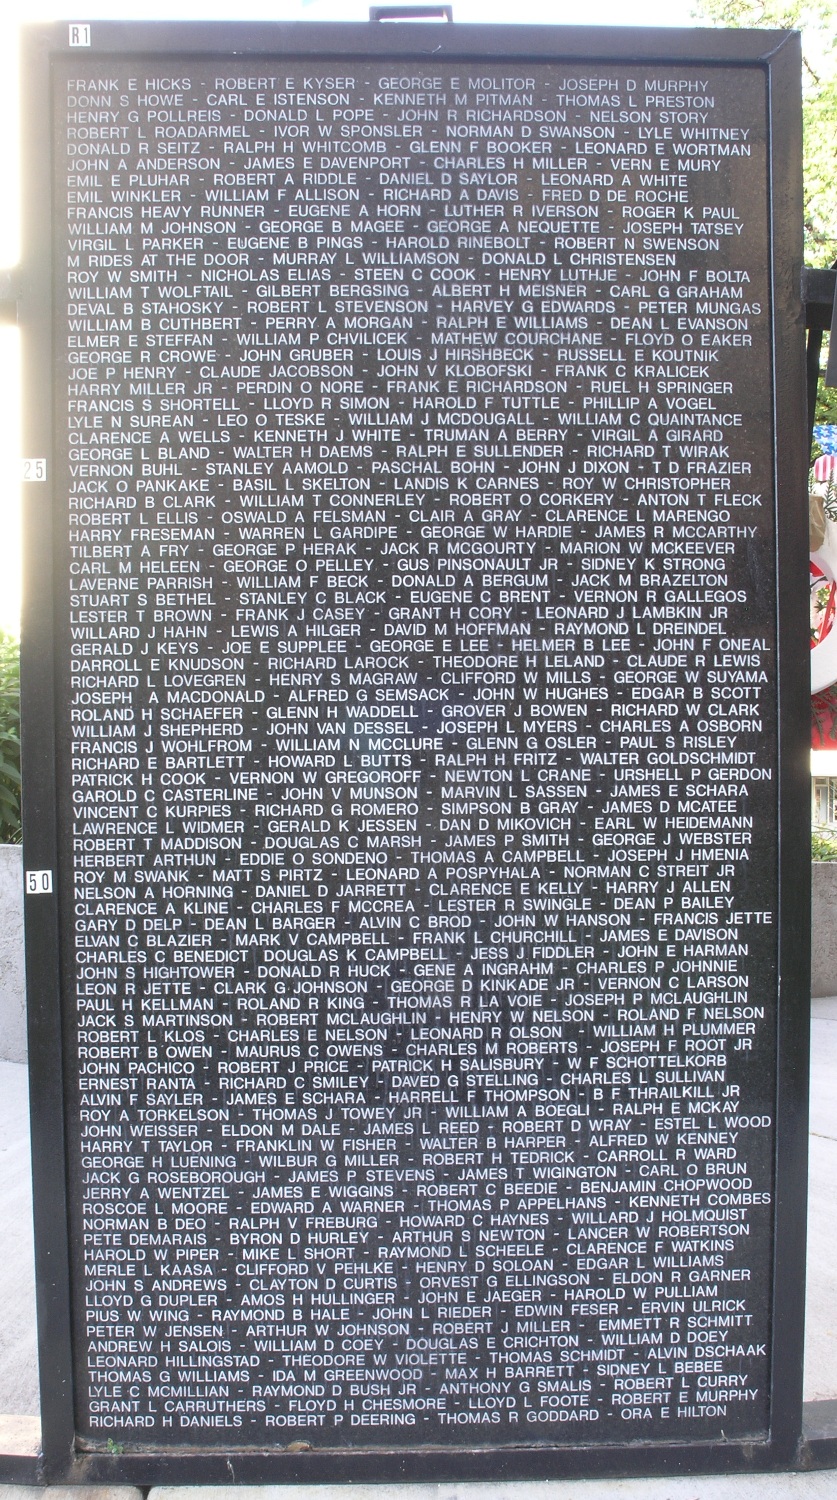 R1
FRANK E HICKS - ROBERT E KYSER - GEORGE E MOLITOR - JOSEPH D MURPHY
DONN S HOWE - CARL E ISTENSON - KENNETH M PITMAN - THOMAS L PRESTON
HENRY G POLLREIS - DONALD L POPE - JOHN R RICHARDSON - NELSON STORY
ROBERT L ROADARMEL - IVOR W SPONSLER - NORMAN D SWANSON - LYLE WHITNEY
DONALD R SEITZ - RALPH H WHITCOMB - GLENN F BOOKER - LEONARD E WORTMAN
JOHN A ANDERSON - JAMES E DAVENPORT - CHARLES H MILLER - VERN E MURY
EMIL E PLUHAR - ROBERT A RIDDLE - DANIEL D SAYLOR - LEONARD A WHITE
EMIL WINKLER - WILLIAM F ALLISON - RICHARD A DAVIS - FRED D DE ROCHE
FRANCIS HEAVY RUNNER - EUGENE A HORN - LUTHER R IVERSON - ROGER K PAUL
WILLIAM M JOHNSON - GEORGE B MAGEE - GEORGE A NEQUETTE - JOSEPH TATSEY
VIRGIL L PARKER - EUGENE B PINGS - HAROLD RINEBOLT - ROBERT N SWENSON
M RIDES AT THE DOOR - MURRAY L WILLIAMSON - DONALD L CHRISTENSEN
ROY W SMITH - NICHOLAS ELIAS - STEEN C COOK - HENRY LUTHJE - JOHN F BOLTA
WILLIAM T WOLFTAIL - GILBERT BERGSING - ALBERT H MEISNER - CARL G GRAHAM
DEVAL B STAHOSKY - ROBERT L STEVENSON - HARVEY G EDWARDS - PETER MUNGAS
WILLIAM B CUTHBERT - PERRY A MORGAN - RALPH E WILLIAMS - DEAN L EVANSON
ELMER E STEFFAN - WILLIAM P CHVILICEK - MATHEW COURCHANE - FLOYD O EAKER
GEORGE R CROWE - JOHN GRUBER - LOUIS J HIRSHBECK - RUSSELL E KOUTNIK
JOE P HENRY - CLAUDE JACOBSON - JOHN V KLOBOFSKI - FRANK C KRALICEK
HARRY MILLER JR - PERDIN O NORE - FRANK E RICHARDSON - RUEL H SPRINGER
FRANCIS S SHORTELL - LLOYD R SIMON - HAROLD F TUTTLE - PHILLIP A VOGEL
LYLE N SUREAN - LEO O TESKE - WILLIAM J MCDOUGALL - WILLIAM C QUAINTANCE
CLARENCE A WELLS - KENNETH J WHITE - TRUMAN A BERRY - VIRGIL A GIRARD
GEORGE L BLAND - WALTER H DAEMS - RALPH E SULLENDER - RICHARD T WIRAK
25 VERNON BUHL - STANLEY AAMOLD - PASCHAL BOHN - JOHN J DIXON - T D FRAZIER
JACK O PANKAKE - BASIL L SKELTON - LANDIS K CARNES - ROY W CHRISTOPHER
RICHARD B CLARK - WILLIAM T CONNERLEY - ROBERT O CORKERY - ANTON T FLECK
ROBERT L ELLIS - OSWALD A FELSMAN - CLAIR A GRAY - CLARENCE L MARENGO
HARRY FRESEMAN - WARREN L GARDIPE - GEORGE W HARDIE - JAMES R MCCARTHY
TILBERT A FRY - GEORGE P HERAK - JACK R MCGOURTY - MARION W MCKEEVER
CARL M HELEEN - GEORGE O PELLEY - GUS PINSONAULT JR - SIDNEY K STRONG
LAVERNE PARRISH - WILLIAM F BECK - DONALD A BERGUM - JACK M BRAZELTON
STUART S BETHEL - STANLEY C BLACK - EUGENE C BRENT - VERNON R GALLEGOS
LESTER T BROWN - FRANK J CASEY - GRANT H CORY - LEONARD J LAMBKIN JR
WILLARD J HAHN - LEWIS A HILGER - DAVID M HOFFMAN - RAYMOND L DREINDEL
GERALD J KEYS - JOE E SUPPLEE - GEORGE E LEE - HELMER B LEE - JOHN F ONEAL
DARROLL E KNUDSON - RICHARD LAROCK - THEODORE H LELAND - CLAUDE R LEWIS
RICHARD L LOVEGREN - HENRY S MAGRAW - CLIFFORD W MILLS - GEORGE W SUYAMA
JOSEPH A MACDONALD - ALFRED G SEMSACK - JOHN W HUGHES - EDGAR B SCOTT
ROLAND H SCHAEFER - GLENN H WADDELL - GROVER J BOWEN - RICHARD W CLARK
WILLIAM J SHEPHERD - JOHN VAN DESSEL - JOSEPH L MYERS - CHARLES A OSBORN
FRANCIS J WOHLFROM - WILLIAM N MCCLURE - GLENN G OSLER - PAUL S RISLEY
RICHARD E BARTLETT - HOWARD L BUTTS - RALPH H FRITZ - WALTER GOLDSCHMIDT
PATRICK H COOK - VERNON W GREGOROFF - NEWTON L CRANE - URSHELL P GERDON
GAROLD C CASTERLINE - JOHN V MUNSON - MARVIN L SASSEN - JAMES E SCHARA
VINCENT C KURPIES - RICHARD G ROMERO - SIMPSON B GRAY - JAMES D MCATEE
LAWRENCE L WIDMER - GERALD K JESSEN - DAN D MIKOVICH - EARL W HEIDEMANN
ROBERT T MADDISON - DOUGLAS C MARSH - JAMES P SMITH - GEORGE J WEBSTER
HERBERT ARTHUN - EDDIE O SONDENO - THOMAS A CAMPBELL - JOSEPH J HMENIA
50 ROY M SWANK - MATT S PIRTZ - LEONARD A POSPYHALA - NORMAN C STREIT JR
NELSON A HORNING - DANIEL D JARRETT - CLARENCE E KELLY - HARRY J ALLEN
CLARENCE A KLINE - CHARLES F MCCREA - LESTER R SWINGLE - DEAN P BAILEY
GARY D DELP - DEAN L BARGER - ALVIN C BROD - JOHN W HANSON - FRANCIS JETTE
ELVAN C BLAZIER - MARK V CAMPBELL - FRANK L CHURCHILL - JAMES E DAVISON
CHARLES C BENEDICT DOUGLAS K CAMPBELL - JESS J FIDDLER - JOHN E HARMAN
JOHN S HIGHTOWER - DONALD R HUCK - GENE A INGRAHM - CHARLES P JOHNNIE
LEON R JETTE - CLARK G JOHNSON - GEORGE D KINKADE JR - VERNON C LARSON
PAUL H KELLMAN - ROLAND R KING - THOMAS R LA VOIE - JOSEPH P MCLAUGHLIN
JACK S MARTINSON - ROBERT MCLAUGHLIN - HENRY W NELSON - ROLAND F NELSON
ROBERT L KLOS - CHARLES E NELSON - LEONARD R OLSON - WILLIAM H PLUMMER
ROBERT B OWEN - MAURUS C OWENS - CHARLES M ROBERTS - JOSEPH F ROOT JR
JOHN PACHICO - ROBERT J PRICE - PATRICK H SALISBURY - W F SCHOTTELKORB
ERNEST RANTA - RICHARD C SMILEY - DAVED G STELLING - CHARLES L SULLIVAN
ALVIN F SAYLER - JAMES E SCHARA - HARRELL F THOMPSON - B F THRAILKILL JR
ROY A TORKELSON - THOMAS J TOWEY JR - WILLIAM A BOEGLI - RALPH E MCKAY
JOHN WEISSER - ELDON M DALE - JAMES L REED - ROBERT D WRAY - ESTEL L WOOD
HARRY T TAYLOR - FRANKLIN W FISHER - WALTER B HARPER - ALFRED W KENNEY
GEORGE H LUENING - WILBUR G MILLER - ROBERT H TEDRICK - CARROLL R WARD
JACK G ROSEBOROUGH - JAMES P STEVENS - JAMES T WIGINGTON - CARL O BRUN
JERRY A WENTZEL - JAMES E WIGGINS - ROBERT C BEEDIE - BENJAMIN CHOPWOOD
ROSCOE L MOORE - EDWARD A WARNER - THOMAS P APPELHANS - KENNETH COMBES
NORMAN B DEO - RALPH V FREBURG - HOWARD C HAYNES - WILLARD J HOLMQUIST
PETE DEMARAIS - BYRON D HURLEY - ARTHUR S NEWTON - LANCER W ROBERTSON
HAROLD W PIPER - MIKE L SHORT - RAYMOND L SCHEELE - CLARENCE F WATKINS
MERLE L KAASA - CLIFFORD V PEHLKE - HENRY D SOLOAN - EDGAR L WILLIAMS
JOHN S ANDREWS - CLAYTON D CURTIS - ORVEST G ELLINGSON - ELDON R GARNER
LLOYD G DUPLER - AMOS H HULLINGER - JOHN E JAEGER - HAROLD W PULLIAM
PIUS W WING - RAYMOND B HALE - JOHN L RIEDER - EDWIN FESER - ERVIN ULRICK
PETER W JENSEN - ARTHUR W JOHNSON - ROBERT J MILLER - EMMETT R SCHMITT
ANDREW H SALOIS - WILLIAM D COEY - DOUGLAS E CRICHTON - WILLIAM D DOEY
LEONARD HILLINGSTAD - THEODORE W VIOLETTE - THOMAS SCHMIDT - ALVIN DSCHAAK
THOMAS G WILLIAMS - IDA M GREENWOOD - MAX H BARRETT - SIDNEY L BEBEE
LYLE C MCMILLIAN - RAYMOND D BUSH JR - ANTHONY G SMALIS - ROBERT L CURRY
GRANT L CARRUTHERS - FLOYD H CHESMORE - LLOYD L FOOTE - ROBERT E MURPHY
RICHARD H DANIELS - ROBERT P DEERING - THOMAS R GODDARD - ORA E HILTON